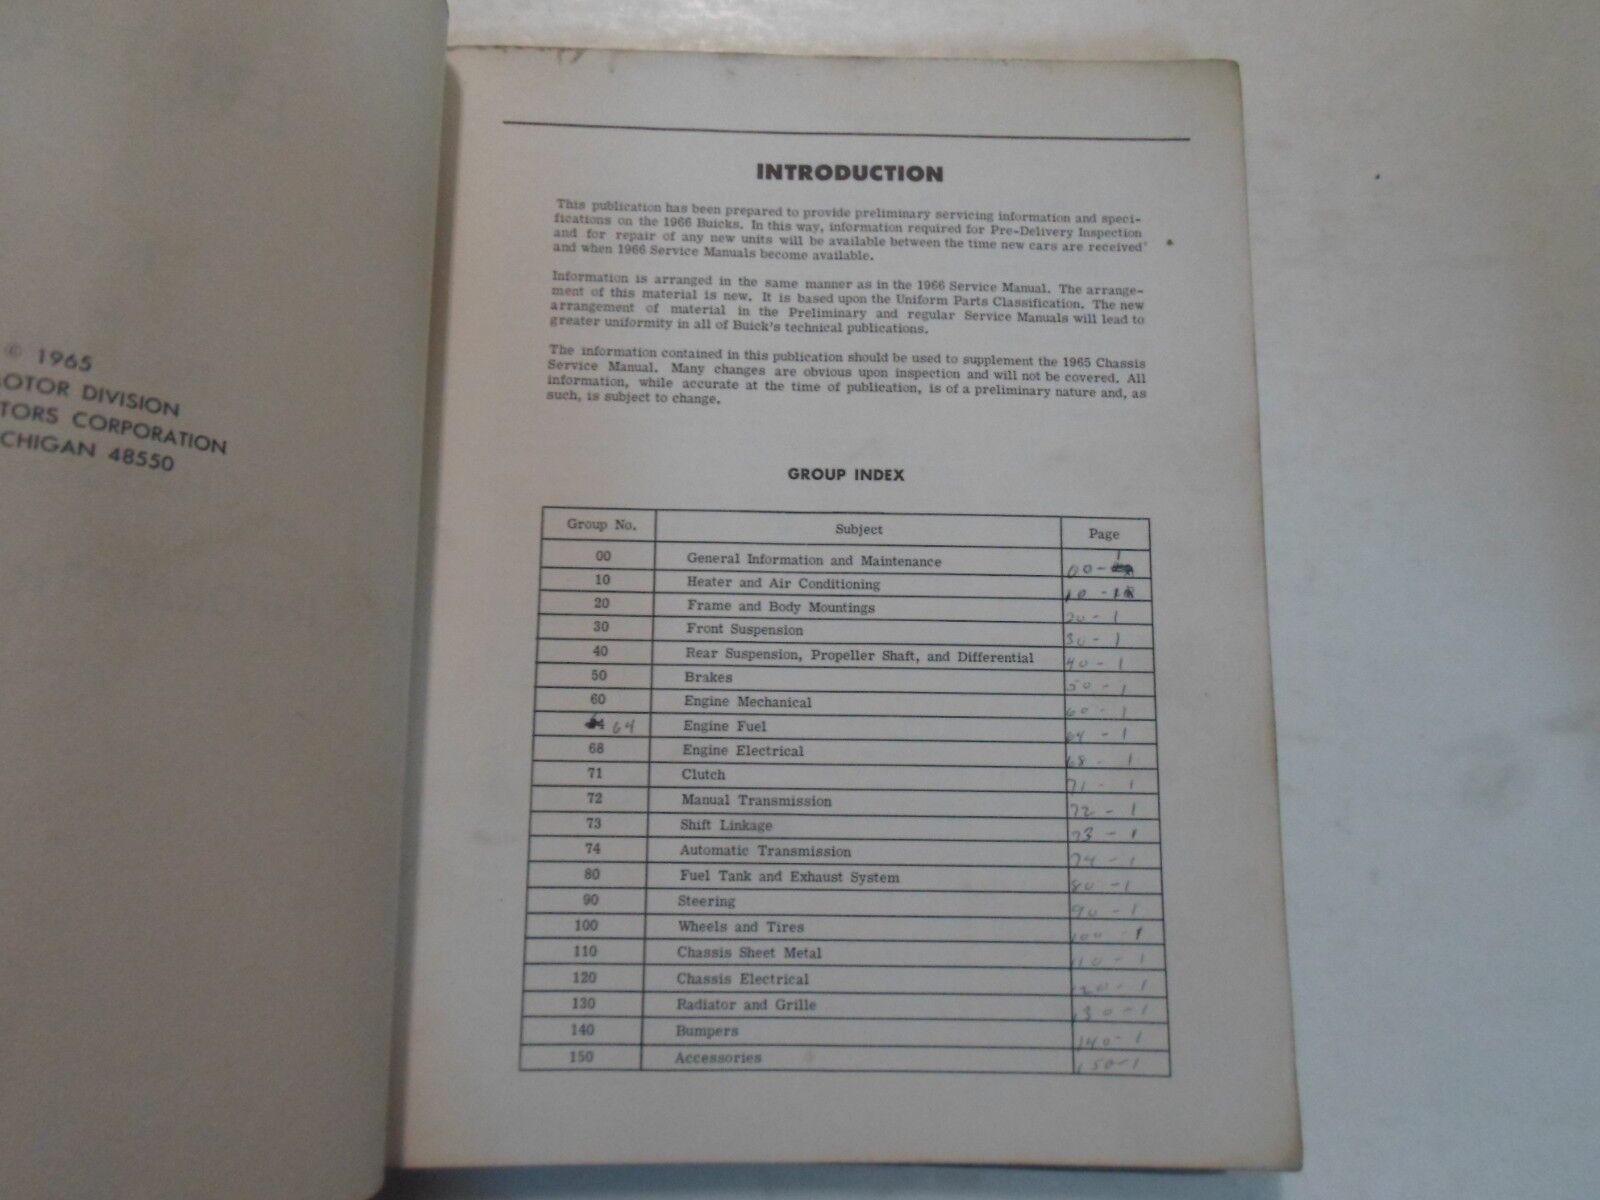 © 1965
MOTOR DIVISION
CORPORATION
48550
INTRODUCTION
This publication has been prepared to provide preliminary servicing information and speci-
fications on the 1966 Buicks. In this way, information required for Pre-Delivery Inspection
and for repair of any new units will be available between the time new cars are received
and when 1966 Service Manuals become available.
Information is arranged in the same manner as in the 1966 Service Manual. The arrange-
ment of this material is new. It is based upon the Uniform Parts Classification. The new
arrangement of material in the Preliminary and regular Service Manuals will lead to
greater uniformity in all of Buick's technical publications.
The information contained in this publication should be used to supplement the 1965 Chassis
Service Manual. Many changes are obvious upon inspection and will not be covered. All
information, while accurate at the time of publication, is of a preliminary nature and, as
such, is subject to change.
GROUP INDEX
Group No. Subject Page
00 General Information and Maintenance 00-1
10 Heater and Air Conditioning 10-1
20 Frame and Body Mountings 20-1
30 Front Suspension 30-1
40 Rear Suspension, Propeller Shaft, and Differential 40-1
50 Brakes 50-1
60 Engine Mechanical 60-1
64 Engine Fuel 64-1
68 Engine Electrical 68-1
71 Clutch 71-1
72 Manual Transmission 72-1
73 Shift Linkage 73-1
74 Automatic Transmission 74-1
80 Fuel Tank and Exhaust System 80-1
90 Steering 90-1
100 Wheels and Tires 100-1
110 Chassis Sheet Metal 110-1
120 Chassis Electrical 120-1
130 Radiator and Grille 130-1
140 Bumpers 140-1
150 Accessories 150-1